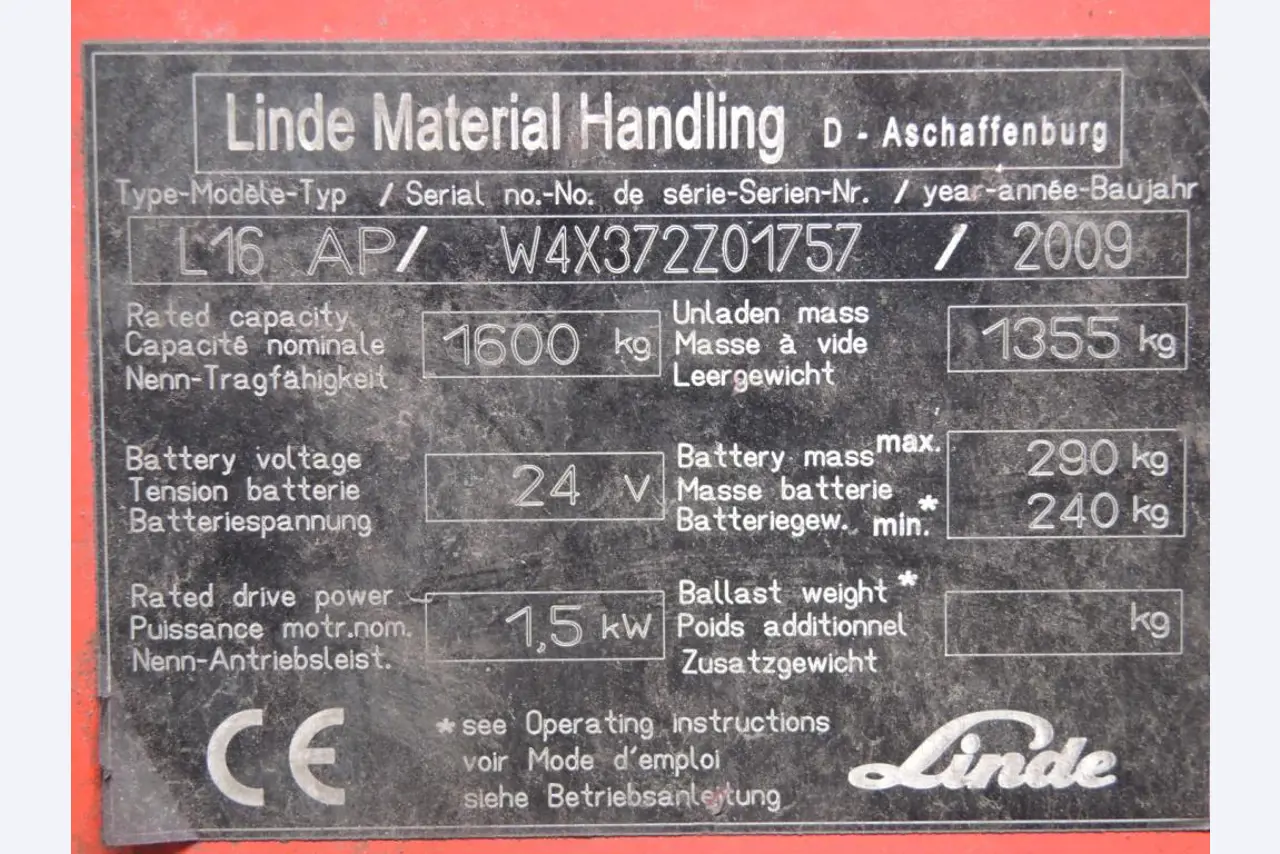 Linde Material Handling D - Aschaffenburg
Type-Modèle-Typ / Serial no.-No. de série-Serien-Nr. / year-année-Baujahr
L16 AP / W4X372Z01757 / 2009
Rated capacity
Capacité nominale
Nenn-Tragfähigkeit
1600 kg
Unladen mass
Masse à vide
Leergewicht
1355 kg
Battery voltage
Tension batterie
Batteriespannung
24 V
Battery mass max.
Masse batterie
Batteriegew. min.*
290 kg
240 kg
Rated drive power
Puissance motr.nom.
Nenn-Antriebsleist.
1,5 kW
Ballast weight *
Poids additionnel
Zusatzgewicht
kg
CE
* see Operating instructions
voir Mode d'emploi
siehe Betriebsanleitung
Linde